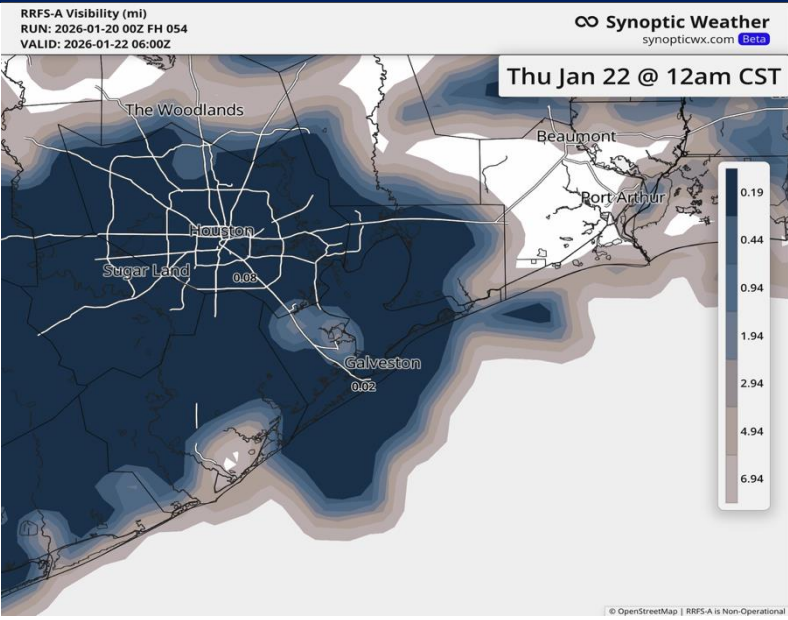 RRFS-A Visibility (mi)
RUN: 2026-01-20 00Z FH 054
VALID: 2026-01-22 06:00Z
Synoptic Weather
synopticwx.com Beta
Thu Jan 22 @ 12am CST
The Woodlands
Beaumont
Port Arthur
Houston
Sugar Land
0.08
Galveston
0.02
0.19
0.44
0.94
1.94
2.94
4.94
6.94
© OpenStreetMap | RRFS-A is Non-Operational